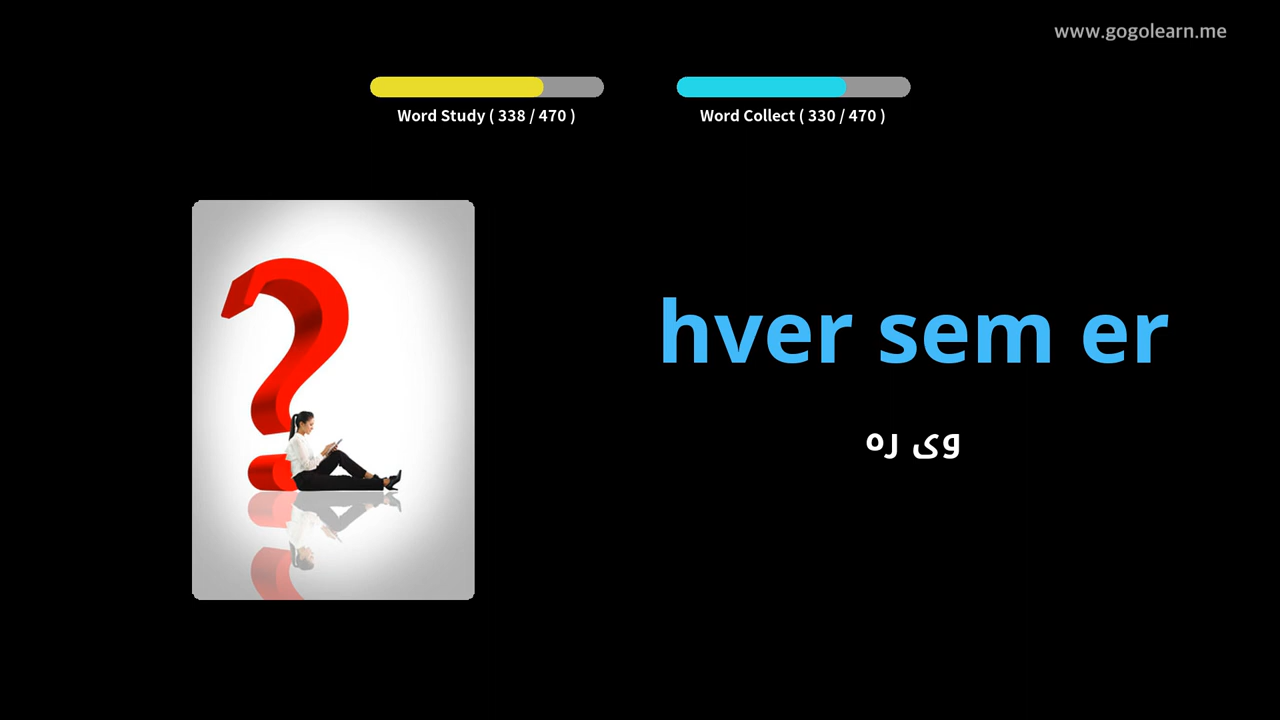 www.gogolearn.me
Word Study ( 338 / 470 )
Word Collect ( 330 / 470 )
hver sem er
وی ره